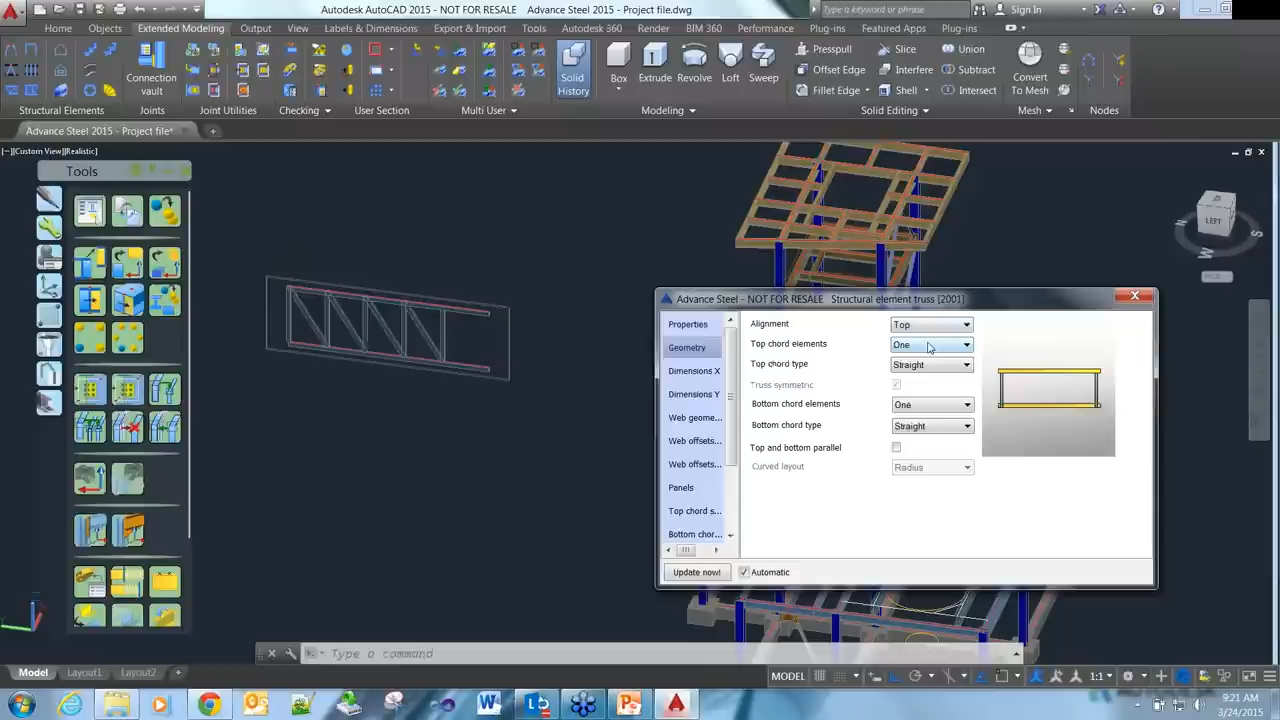 Autodesk AutoCAD 2015 - NOT FOR RESALE Advance Steel - Project file.dwg
Type a keyword or phrase
Sign In
Home Objects Extended Modeling Output View Labels & Dimensions Export & Import Tools Autodesk 360 Render BIM 360 Performance Plug-ins Featured Apps Plug-ins
Connection vault
Solid History
Box
Extrude
Revolve
Loft
Sweep
Presspull
Offset Edge
Fillet Edge
Slice
Interfere
Shell
Union
Subtract
Intersect
Convert To Mesh
Structural Elements Joints Joint Utilities Checking User Section Multi User Modeling Solid Editing Mesh Nodes
Advance Steel 2015 - Project file*
[−][Custom View][Realistic]
Tools
LEFT
S
W
Advance Steel - NOT FOR RESALE Structural element truss [2001]
Properties
Geometry
Dimensions X
Dimensions Y
Web geome...
Web offsets...
Web offsets...
Panels
Top chord s...
Bottom chor...
Alignment Top
Top chord elements One
Top chord type Straight
Truss symmetric
Bottom chord elements One
Bottom chord type Straight
Top and bottom parallel
Curved layout Radius
Update now! Automatic
Type a command
Model Layout1 Layout2
MODEL
1:1
9:21 AM
3/24/2015